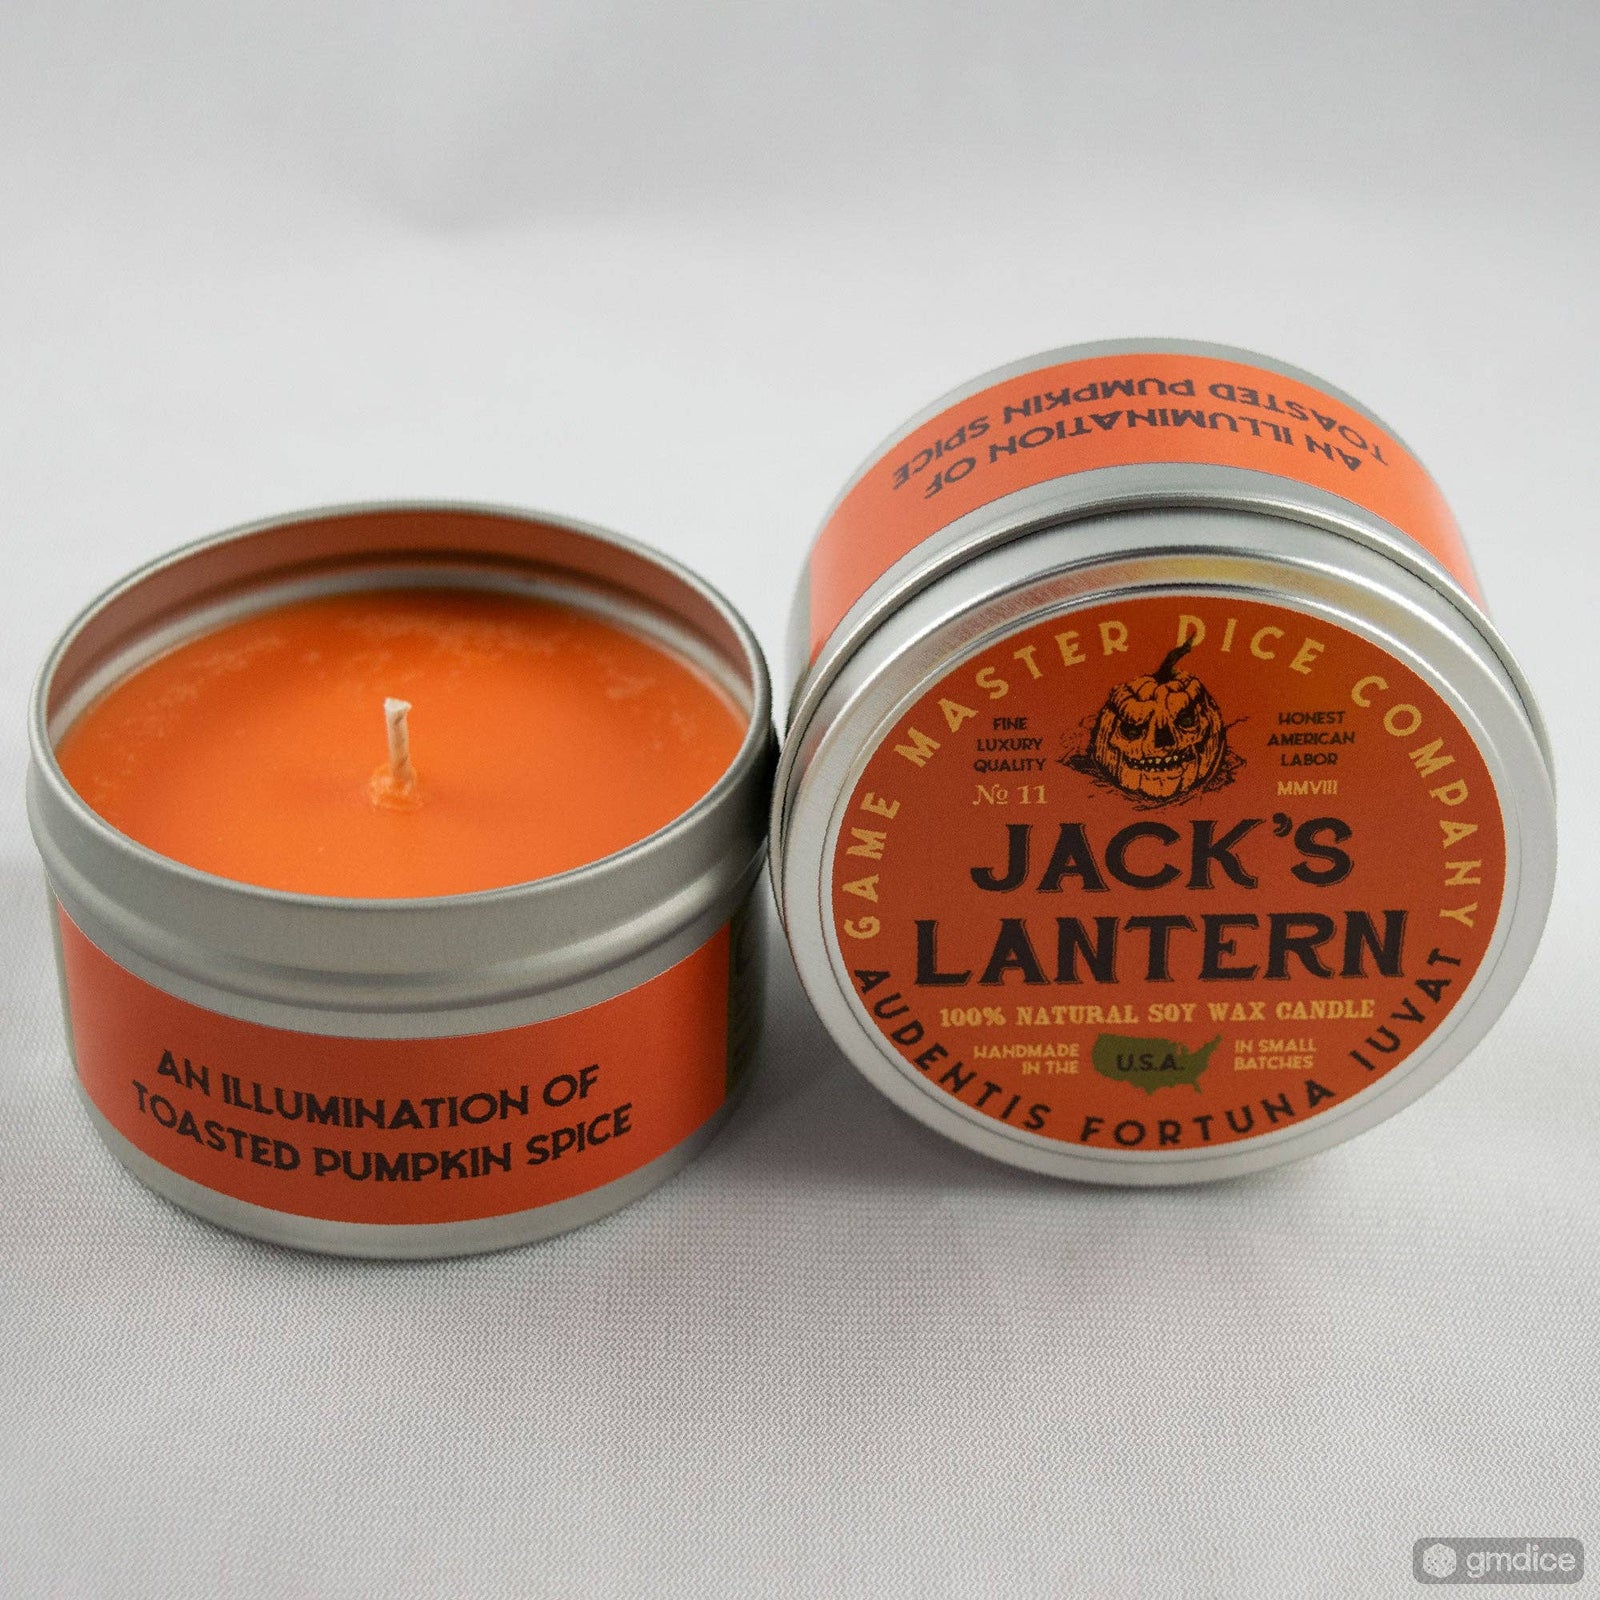 AN ILLUMINATION OF
TOASTED PUMPKIN SPICE
AN ILLUMINATION OF
TOASTED PUMPKIN SPICE
GAME MASTER DICE COMPANY
FINE
LUXURY
QUALITY
№ 11
HONEST
AMERICAN
LABOR
MMVIII
JACK'S
LANTERN
100% NATURAL SOY WAX CANDLE
HANDMADE
IN THE
U.S.A.
IN SMALL
BATCHES
AUDENTIS FORTUNA IUVAT
gmdice